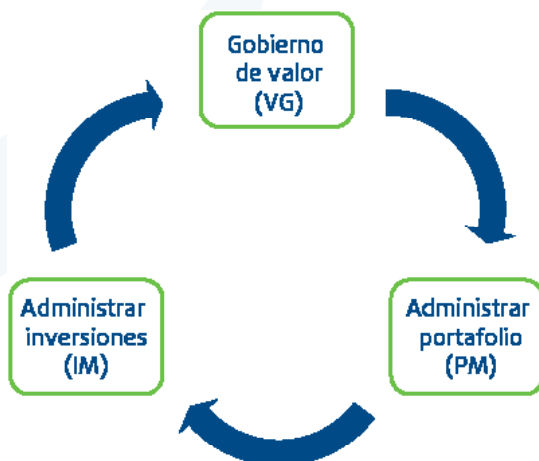 Gobierno
de valor
(VG)
Administrar
inversiones
(IM)
Administrar
portafolio
(PM)